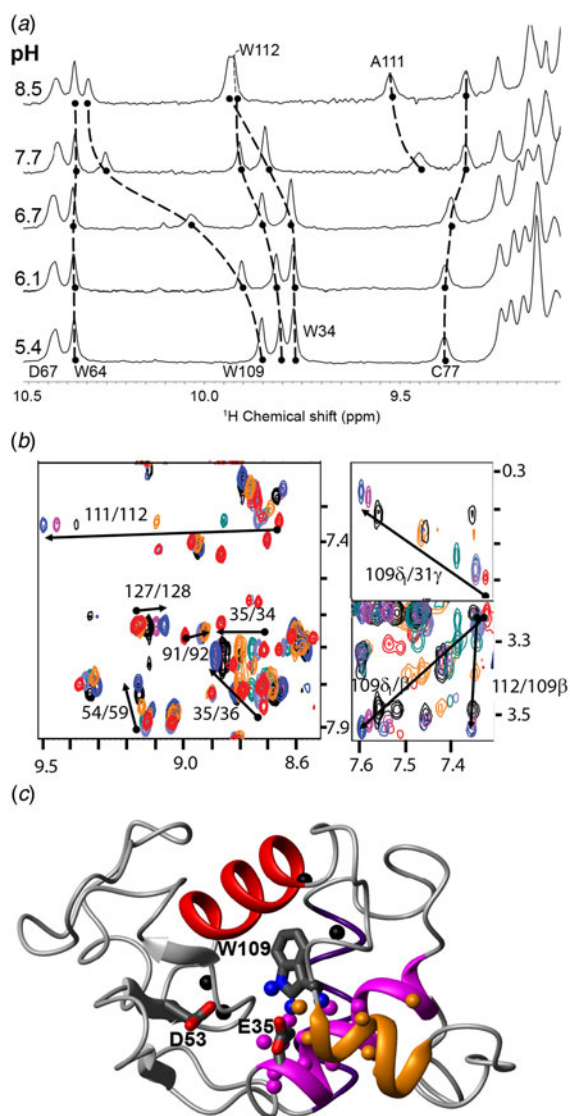 (a)
pH
8.5
W112
A111
7.7
6.7
6.1
5.4
W34
D67 W64 W109 C77
10.5 10.0 9.5
¹H Chemical shift (ppm)
(b)
111/112
127/128
91/92
35/34
54/59
35/36
7.4
7.9
9.5 9.0 8.6
0.3
109δ₁/31γ
3.3
112/109β
3.5
7.6 7.5 7.4
(c)
W109
D53
E35